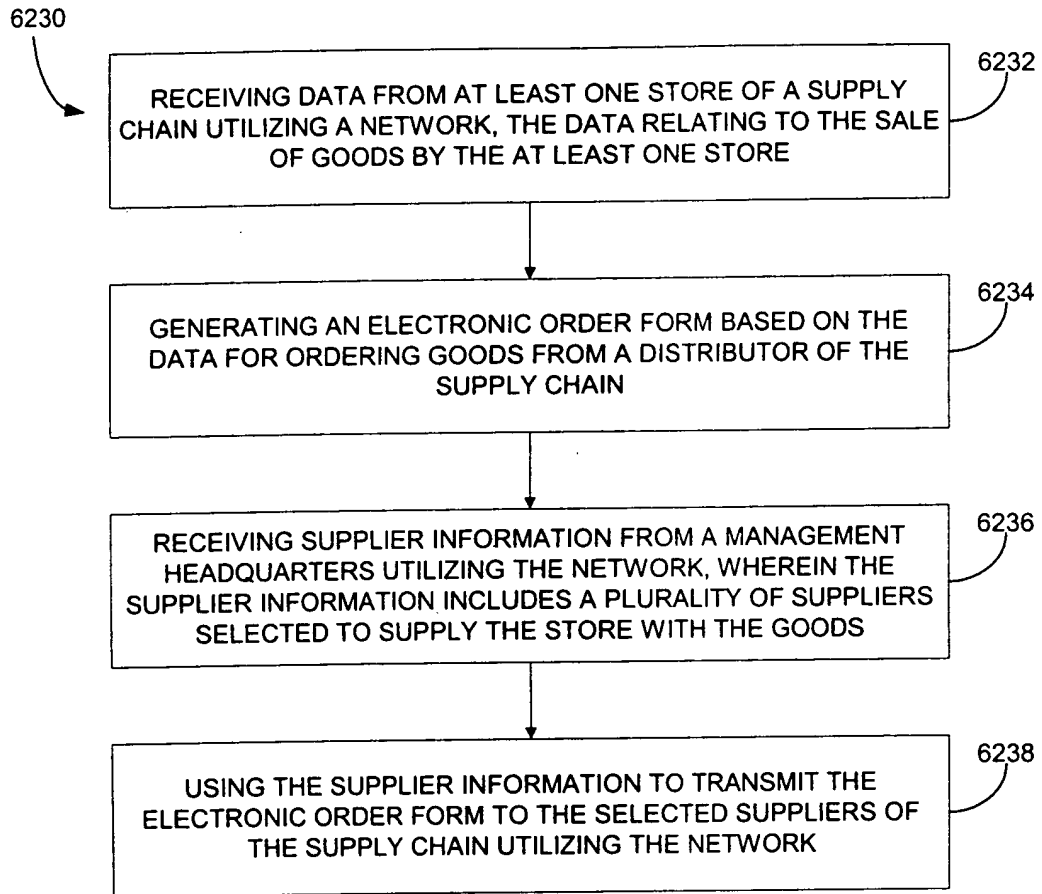 6230
6232
RECEIVING DATA FROM AT LEAST ONE STORE OF A SUPPLY
CHAIN UTILIZING A NETWORK, THE DATA RELATING TO THE SALE
OF GOODS BY THE AT LEAST ONE STORE
6234
GENERATING AN ELECTRONIC ORDER FORM BASED ON THE
DATA FOR ORDERING GOODS FROM A DISTRIBUTOR OF THE
SUPPLY CHAIN
6236
RECEIVING SUPPLIER INFORMATION FROM A MANAGEMENT
HEADQUARTERS UTILIZING THE NETWORK, WHEREIN THE
SUPPLIER INFORMATION INCLUDES A PLURALITY OF SUPPLIERS
SELECTED TO SUPPLY THE STORE WITH THE GOODS
6238
USING THE SUPPLIER INFORMATION TO TRANSMIT THE
ELECTRONIC ORDER FORM TO THE SELECTED SUPPLIERS OF
THE SUPPLY CHAIN UTILIZING THE NETWORK